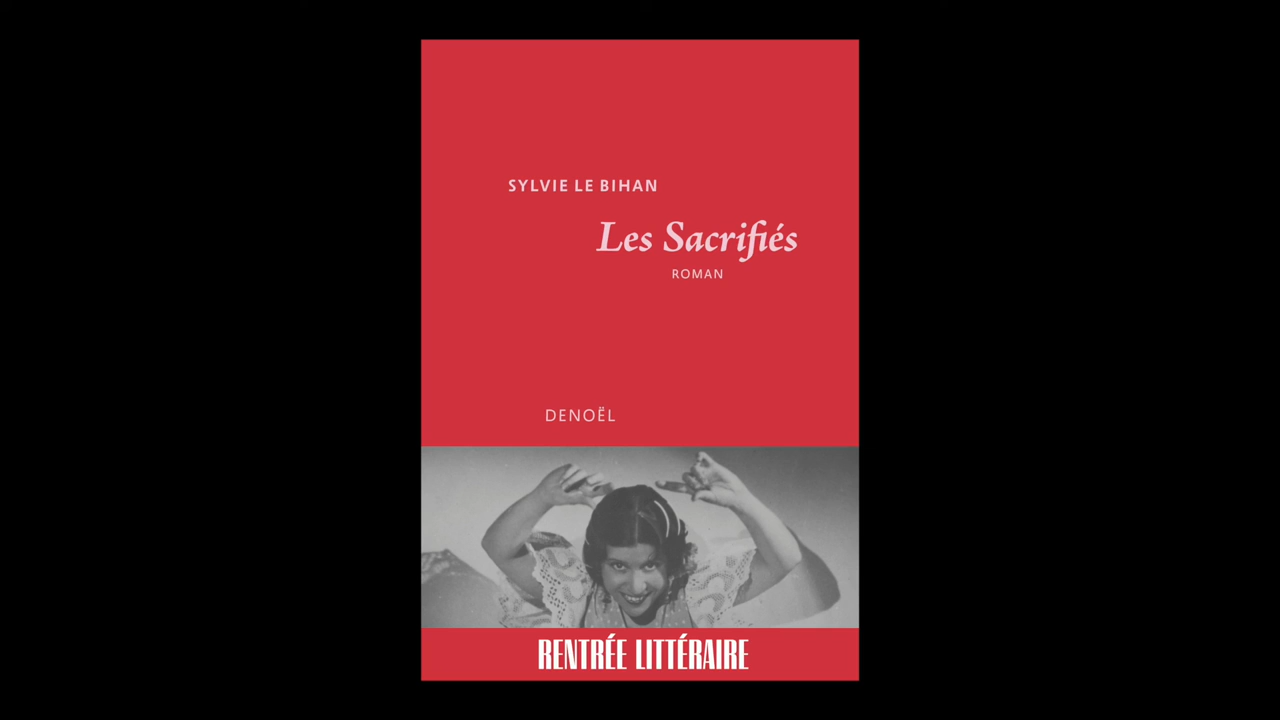 SYLVIE LE BIHAN
Les Sacrifiés
ROMAN
DENOËL
RENTRÉE LITTÉRAIRE